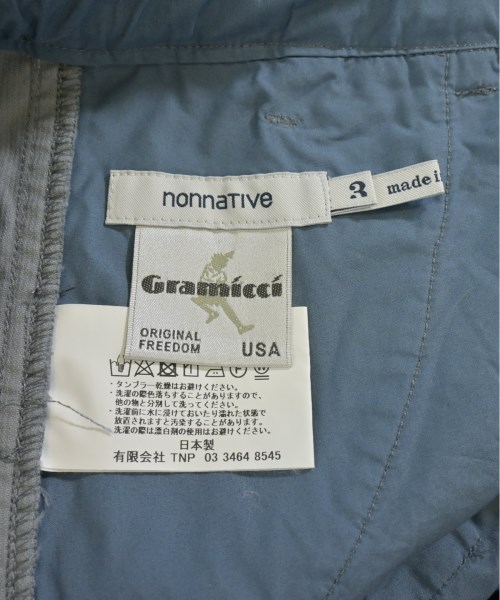 nonnative
3
made i
Gramicci
ORIGINAL
FREEDOM
USA
・タンブラー乾燥はお避けください。
・洗濯の際色落ちすることがありますので、
他の物と分別して洗ってください。
・洗濯前に水に浸けておいたり濡れた状態で
放置されますと汚染することがあります。
・洗濯の際は漂白剤の使用はお避けください。
日本製
有限会社 TNP 03 3464 8545